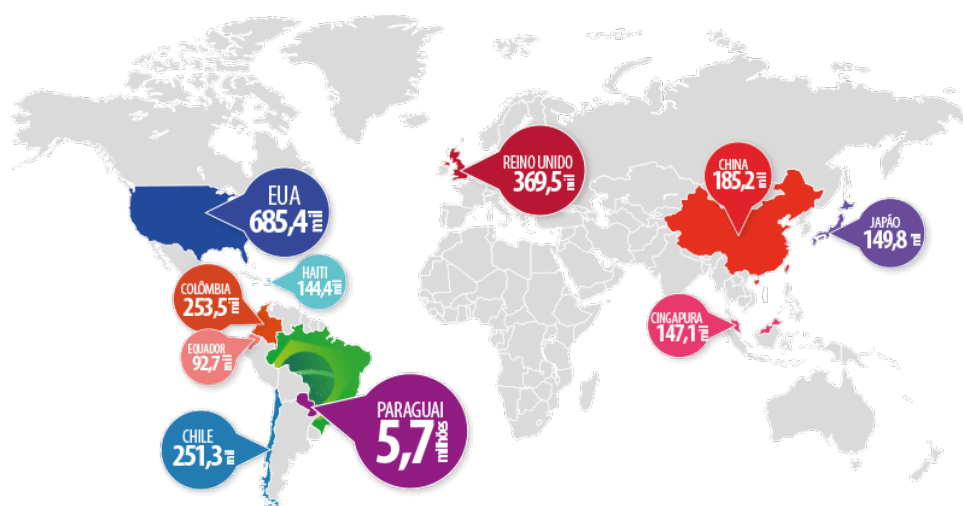 REINO UNIDO
369,5 mil
CHINA
185,2 mil
EUA
685,4 mil
JAPÃO
149,8 mil
HAITI
144,4 mil
COLÔMBIA
253,5 mil
CINGAPURA
147,1 mil
EQUADOR
92,7 mil
PARAGUAI
5,7 milhões
CHILE
251,3 mil